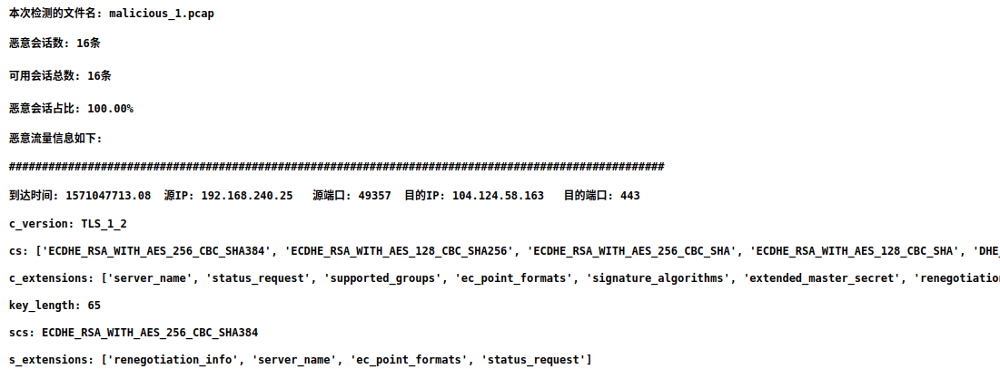 本次检测的文件名: malicious_1.pcap
恶意会话数: 16条
可用会话总数: 16条
恶意会话占比: 100.00%
恶意流量信息如下:
####################################################################################################
到达时间: 1571047713.08 源IP: 192.168.240.25 源端口: 49357 目的IP: 104.124.58.163 目的端口: 443
c_version: TLS_1_2
cs: ['ECDHE_RSA_WITH_AES_256_CBC_SHA384', 'ECDHE_RSA_WITH_AES_128_CBC_SHA256', 'ECDHE_RSA_WITH_AES_256_CBC_SHA', 'ECDHE_RSA_WITH_AES_128_CBC_SHA', 'DHE_
c_extensions: ['server_name', 'status_request', 'supported_groups', 'ec_point_formats', 'signature_algorithms', 'extended_master_secret', 'renegotiation
key_length: 65
scs: ECDHE_RSA_WITH_AES_256_CBC_SHA384
s_extensions: ['renegotiation_info', 'server_name', 'ec_point_formats', 'status_request']